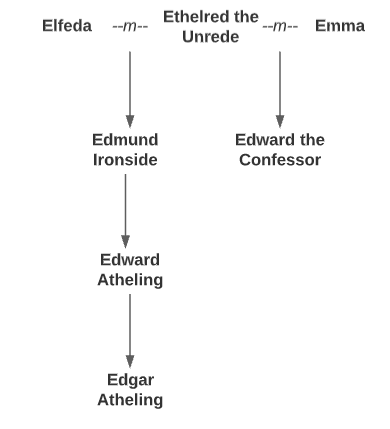 Elfeda --m-- Ethelred the Unrede --m-- Emma
Edmund
Ironside
Edward the
Confessor
Edward
Atheling
Edgar
Atheling